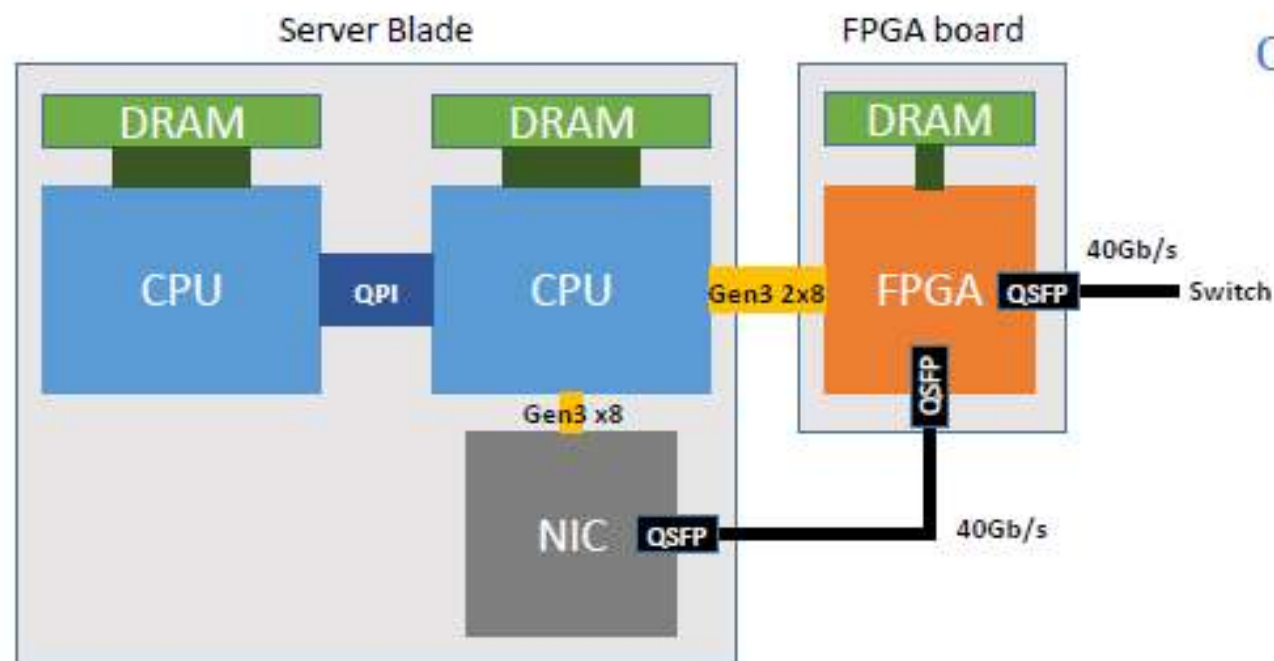 Server Blade
FPGA board
DRAM
DRAM
DRAM
CPU
QPI
CPU
Gen3 2x8
FPGA
QSFP
40Gb/s
Switch
QSFP
Gen3 x8
NIC
QSFP
40Gb/s